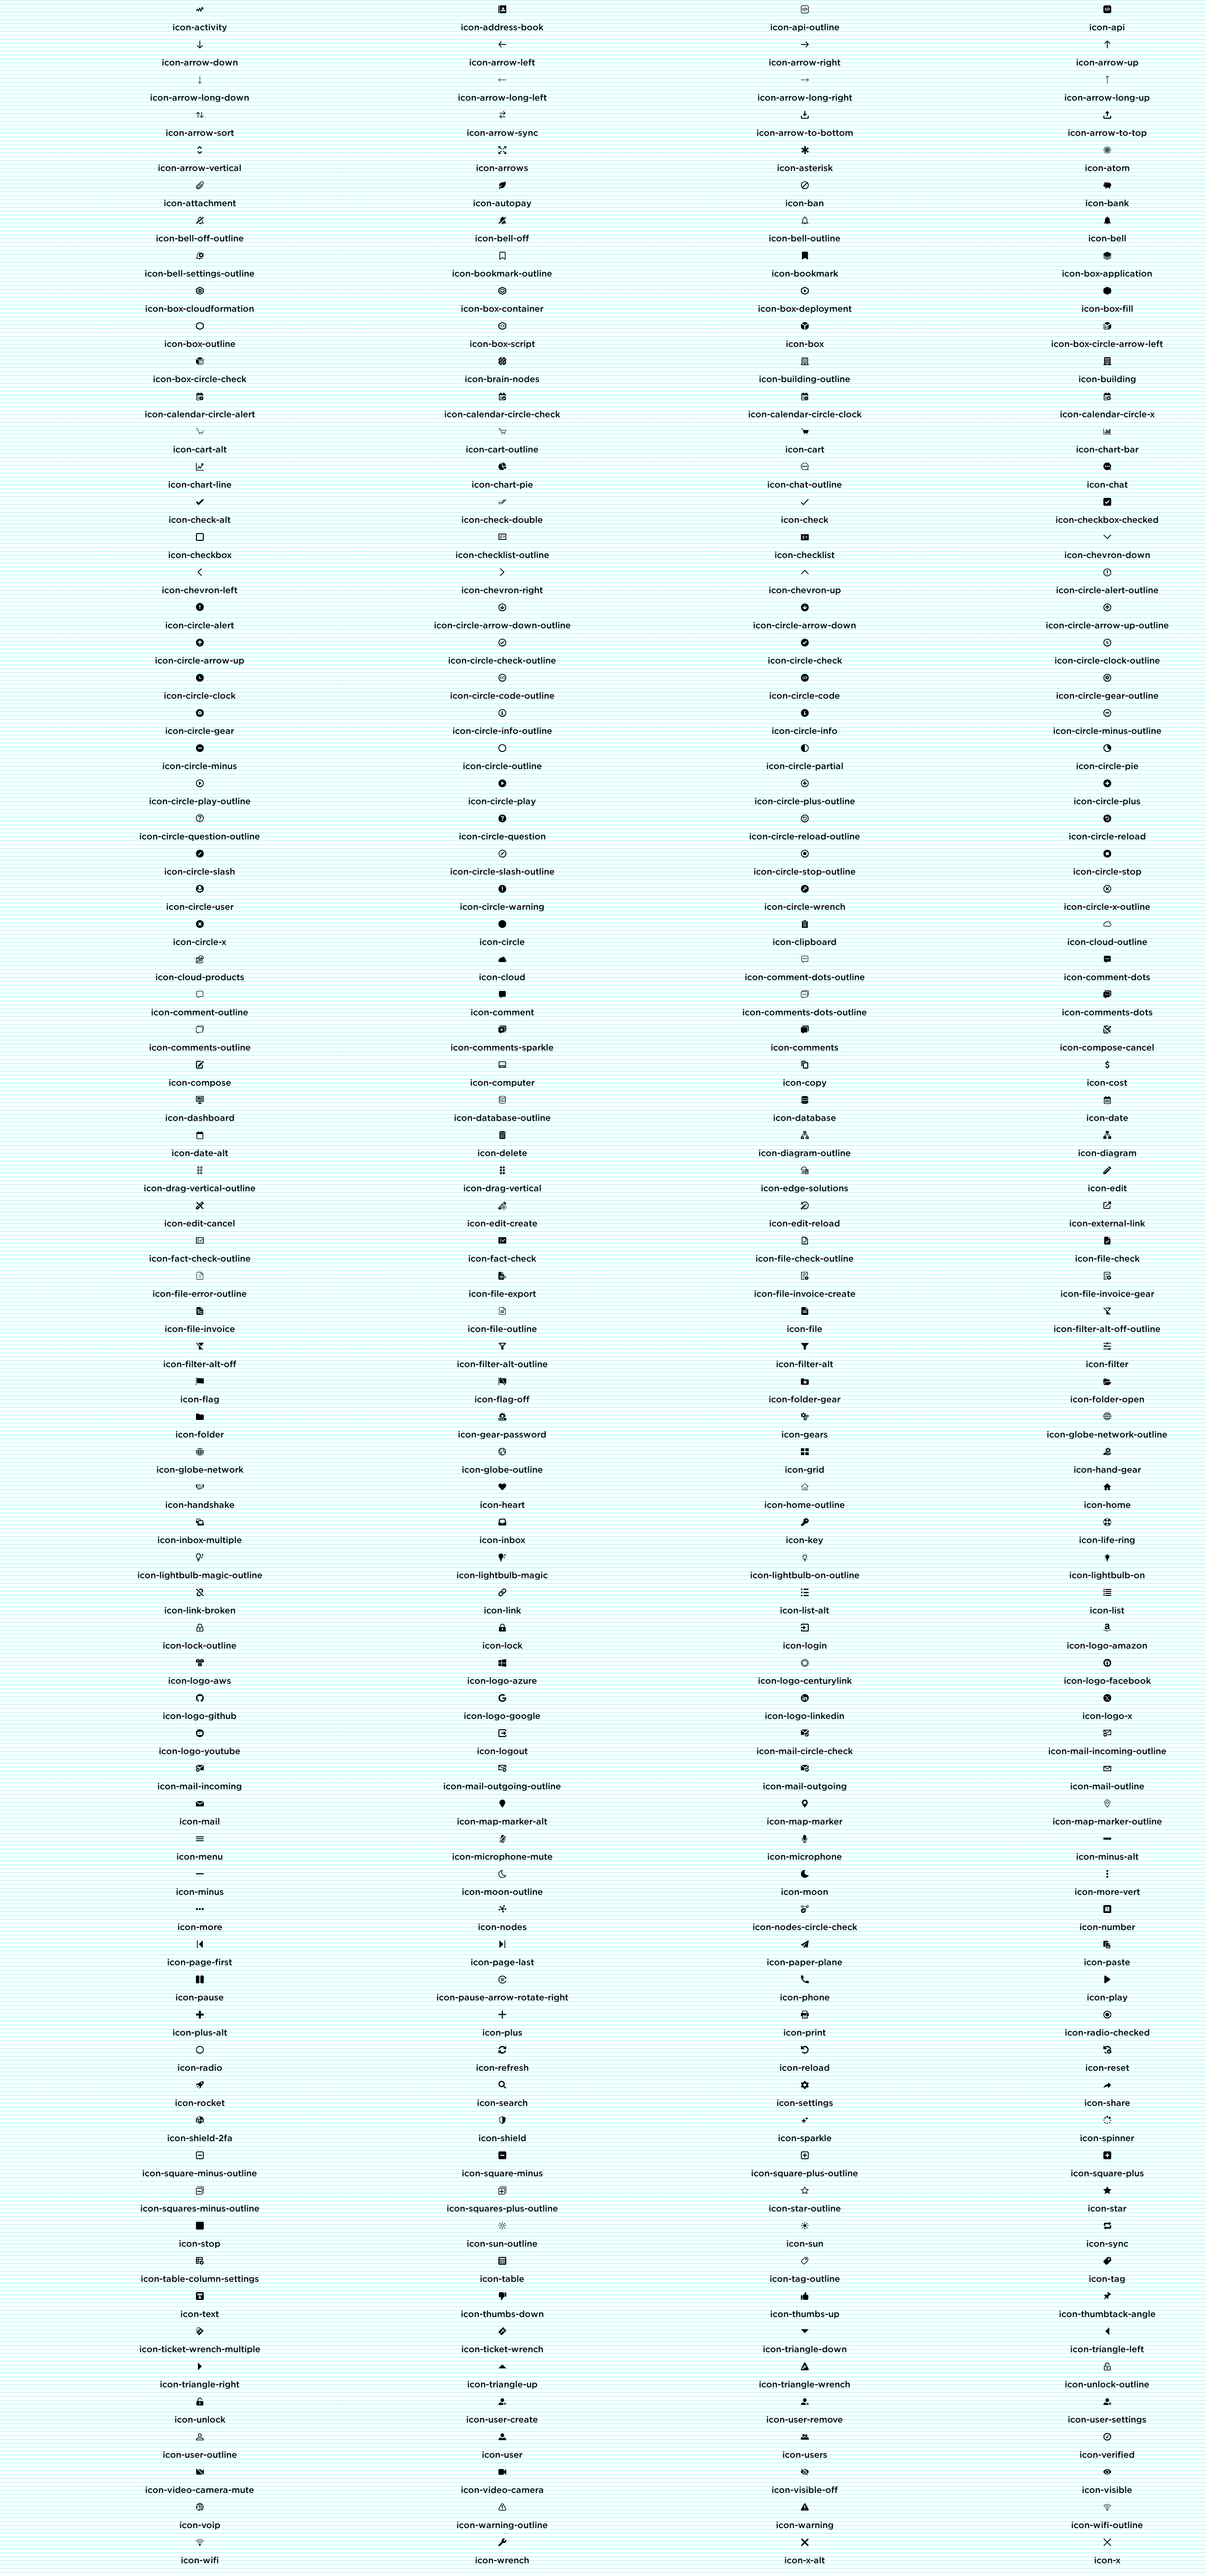 icon-activity icon-address-book icon-api-outline icon-api
icon-arrow-down icon-arrow-left icon-arrow-right icon-arrow-up
icon-arrow-long-down icon-arrow-long-left icon-arrow-long-right icon-arrow-long-up
icon-arrow-sort icon-arrow-sync icon-arrow-to-bottom icon-arrow-to-top
icon-arrow-vertical icon-arrows icon-asterisk icon-atom
icon-attachment icon-autopay icon-ban icon-bank
icon-bell-off-outline icon-bell-off icon-bell-outline icon-bell
icon-bell-settings-outline icon-bookmark-outline icon-bookmark icon-box-application
icon-box-cloudformation icon-box-container icon-box-deployment icon-box-fill
icon-box-outline icon-box-script icon-box icon-box-circle-arrow-left
icon-box-circle-check icon-brain-nodes icon-building-outline icon-building
icon-calendar-circle-alert icon-calendar-circle-check icon-calendar-circle-clock icon-calendar-circle-x
icon-cart-alt icon-cart-outline icon-cart icon-chart-bar
icon-chart-line icon-chart-pie icon-chat-outline icon-chat
icon-check-alt icon-check-double icon-check icon-checkbox-checked
icon-checkbox icon-checklist-outline icon-checklist icon-chevron-down
icon-chevron-left icon-chevron-right icon-chevron-up icon-circle-alert-outline
icon-circle-alert icon-circle-arrow-down-outline icon-circle-arrow-down icon-circle-arrow-up-outline
icon-circle-arrow-up icon-circle-check-outline icon-circle-check icon-circle-clock-outline
icon-circle-clock icon-circle-code-outline icon-circle-code icon-circle-gear-outline
icon-circle-gear icon-circle-info-outline icon-circle-info icon-circle-minus-outline
icon-circle-minus icon-circle-outline icon-circle-partial icon-circle-pie
icon-circle-play-outline icon-circle-play icon-circle-plus-outline icon-circle-plus
icon-circle-question-outline icon-circle-question icon-circle-reload-outline icon-circle-reload
icon-circle-slash icon-circle-slash-outline icon-circle-stop-outline icon-circle-stop
icon-circle-user icon-circle-warning icon-circle-wrench icon-circle-x-outline
icon-circle-x icon-circle icon-clipboard icon-cloud-outline
icon-cloud-products icon-cloud icon-comment-dots-outline icon-comment-dots
icon-comment-outline icon-comment icon-comments-dots-outline icon-comments-dots
icon-comments-outline icon-comments-sparkle icon-comments icon-compose-cancel
icon-compose icon-computer icon-copy icon-cost
icon-dashboard icon-database-outline icon-database icon-date
icon-date-alt icon-delete icon-diagram-outline icon-diagram
icon-drag-vertical-outline icon-drag-vertical icon-edge-solutions icon-edit
icon-edit-cancel icon-edit-create icon-edit-reload icon-external-link
icon-fact-check-outline icon-fact-check icon-file-check-outline icon-file-check
icon-file-error-outline icon-file-export icon-file-invoice-create icon-file-invoice-gear
icon-file-invoice icon-file-outline icon-file icon-filter-alt-off-outline
icon-filter-alt-off icon-filter-alt-outline icon-filter-alt icon-filter
icon-flag icon-flag-off icon-folder-gear icon-folder-open
icon-folder icon-gear-password icon-gears icon-globe-network-outline
icon-globe-network icon-globe-outline icon-grid icon-hand-gear
icon-handshake icon-heart icon-home-outline icon-home
icon-inbox-multiple icon-inbox icon-key icon-life-ring
icon-lightbulb-magic-outline icon-lightbulb-magic icon-lightbulb-on-outline icon-lightbulb-on
icon-link-broken icon-link icon-list-alt icon-list
icon-lock-outline icon-lock icon-login icon-logo-amazon
icon-logo-aws icon-logo-azure icon-logo-centurylink icon-logo-facebook
icon-logo-github icon-logo-google icon-logo-linkedin icon-logo-x
icon-logo-youtube icon-logout icon-mail-circle-check icon-mail-incoming-outline
icon-mail-incoming icon-mail-outgoing-outline icon-mail-outgoing icon-mail-outline
icon-mail icon-map-marker-alt icon-map-marker icon-map-marker-outline
icon-menu icon-microphone-mute icon-microphone icon-minus-alt
icon-minus icon-moon-outline icon-moon icon-more-vert
icon-more icon-nodes icon-nodes-circle-check icon-number
icon-page-first icon-page-last icon-paper-plane icon-paste
icon-pause icon-pause-arrow-rotate-right icon-phone icon-play
icon-plus-alt icon-plus icon-print icon-radio-checked
icon-radio icon-refresh icon-reload icon-reset
icon-rocket icon-search icon-settings icon-share
icon-shield-2fa icon-shield icon-sparkle icon-spinner
icon-square-minus-outline icon-square-minus icon-square-plus-outline icon-square-plus
icon-squares-minus-outline icon-squares-plus-outline icon-star-outline icon-star
icon-stop icon-sun-outline icon-sun icon-sync
icon-table-column-settings icon-table icon-tag-outline icon-tag
icon-text icon-thumbs-down icon-thumbs-up icon-thumbtack-angle
icon-ticket-wrench-multiple icon-ticket-wrench icon-triangle-down icon-triangle-left
icon-triangle-right icon-triangle-up icon-triangle-wrench icon-unlock-outline
icon-unlock icon-user-create icon-user-remove icon-user-settings
icon-user-outline icon-user icon-users icon-verified
icon-video-camera-mute icon-video-camera icon-visible-off icon-visible
icon-voip icon-warning-outline icon-warning icon-wifi-outline
icon-wifi icon-wrench icon-x-alt icon-x